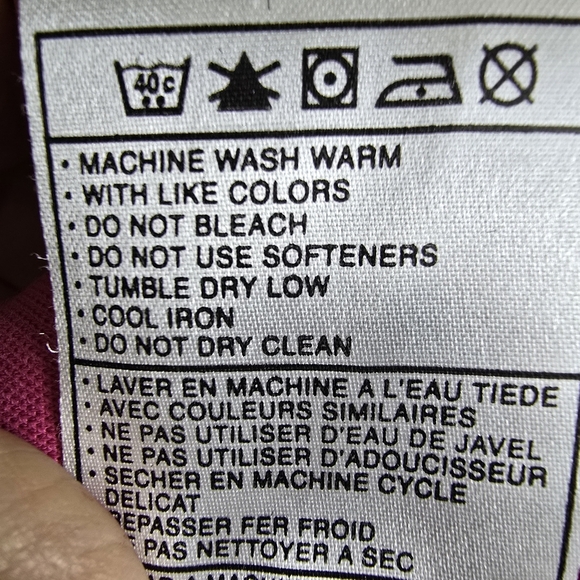 40 C
• MACHINE WASH WARM
• WITH LIKE COLORS
• DO NOT BLEACH
• DO NOT USE SOFTENERS
• TUMBLE DRY LOW
• COOL IRON
• DO NOT DRY CLEAN
• LAVER EN MACHINE A L'EAU TIEDE
• AVEC COULEURS SIMILAIRES
• NE PAS UTILISER D'EAU DE JAVEL
• NE PAS UTILISER D'ADOUCISSEUR
• SECHER EN MACHINE CYCLE
DELICAT
EPASSER FER FROID
PAS NETTOYER A SEC